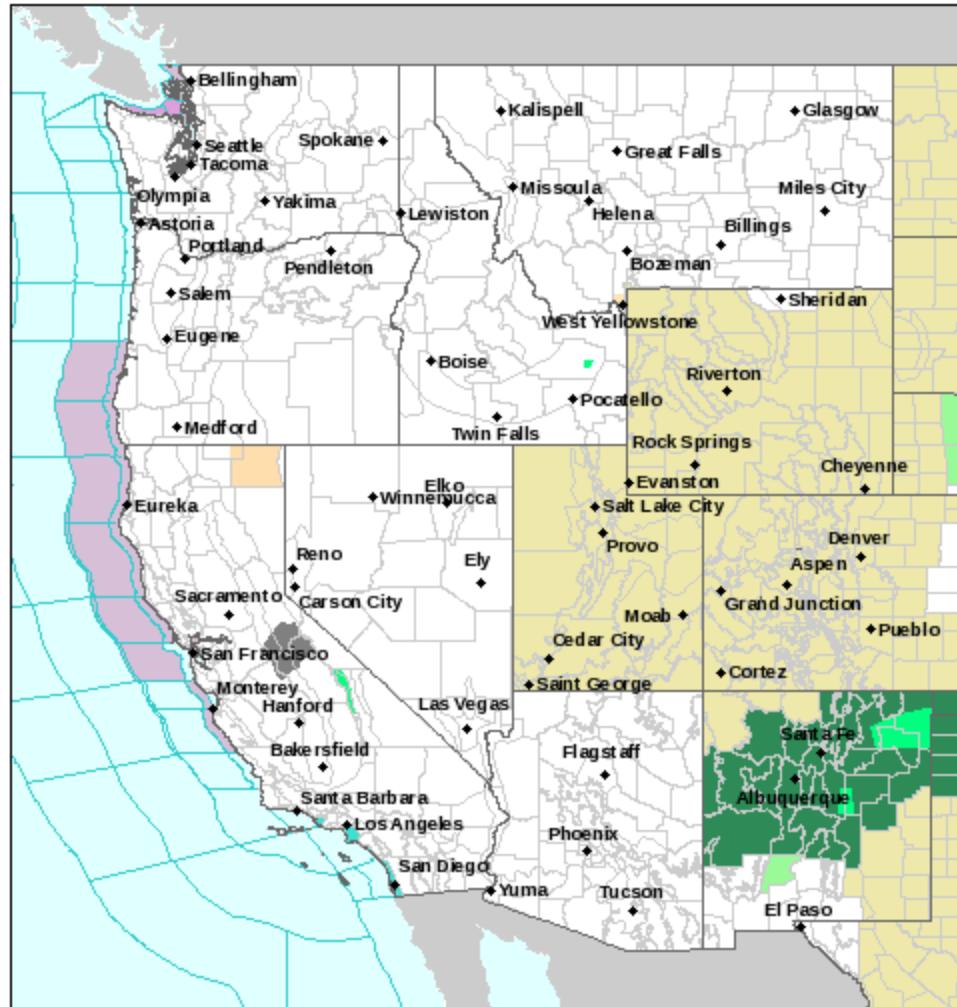 Bellingham
Kalispell
Glasgow
Seattle
Spokane
Great Falls
Tacoma
Missoula
Miles City
Olympia
Yakima
Lewiston
Helena
Astoria
Billings
Portland
Pendleton
Bozeman
Salem
Sheridan
West Yellowstone
Eugene
Boise
Riverton
Pocatello
Medford
Twin Falls
Rock Springs
Cheyenne
Elko
Evanston
Winnemucca
Eureka
Salt Lake City
Provo
Denver
Reno
Ely
Aspen
Sacramento
Carson City
Grand Junction
Moab
Pueblo
San Francisco
Cedar City
Cortez
Saint George
Monterey
Hanford
Las Vegas
Santa Fe
Bakersfield
Flagstaff
Albuquerque
Santa Barbara
Los Angeles
Phoenix
San Diego
Yuma
Tucson
El Paso